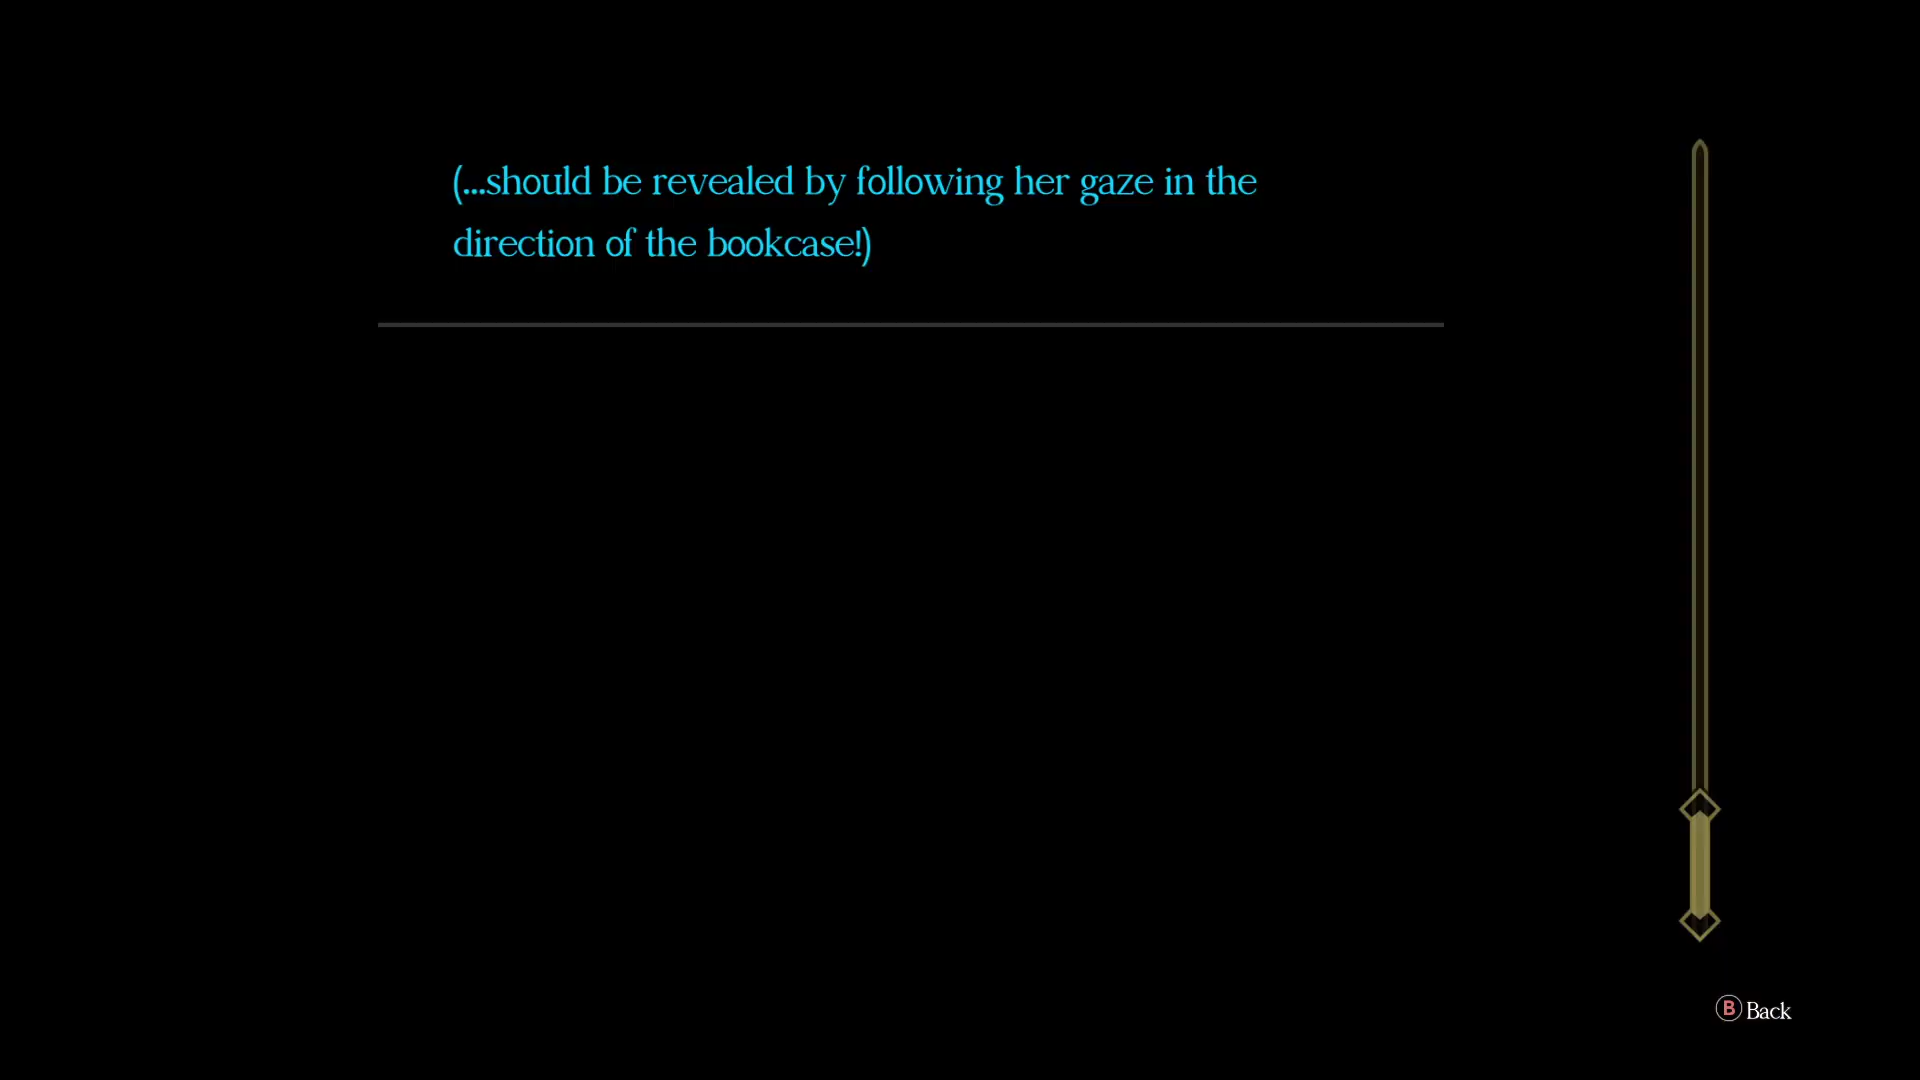 (...should be revealed by following her gaze in the
direction of the bookcase!)
B Back